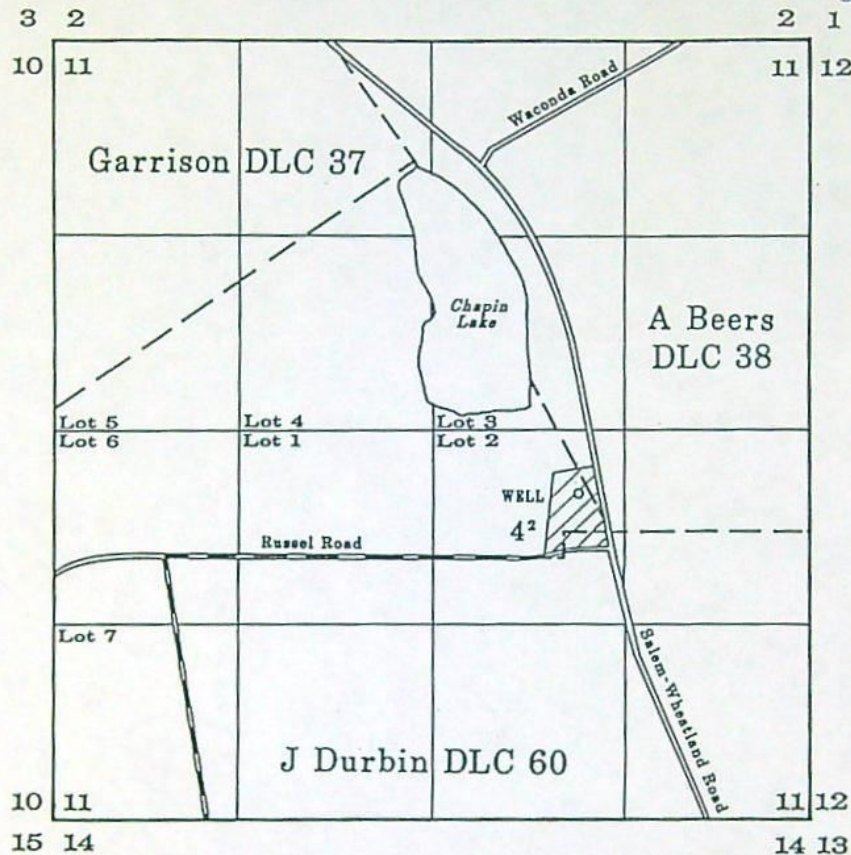 3 2 2 1
10 11 11 12
Waconda Road
Garrison DLC 37
Chapin
Lake
A Beers
DLC 38
Lot 5 Lot 4 Lot 3
Lot 6 Lot 1 Lot 2
WELL
4²
Russel Road
Lot 7
Salem-Wheatland Road
J Durbin DLC 60
10 11 11 12
15 14 14 13